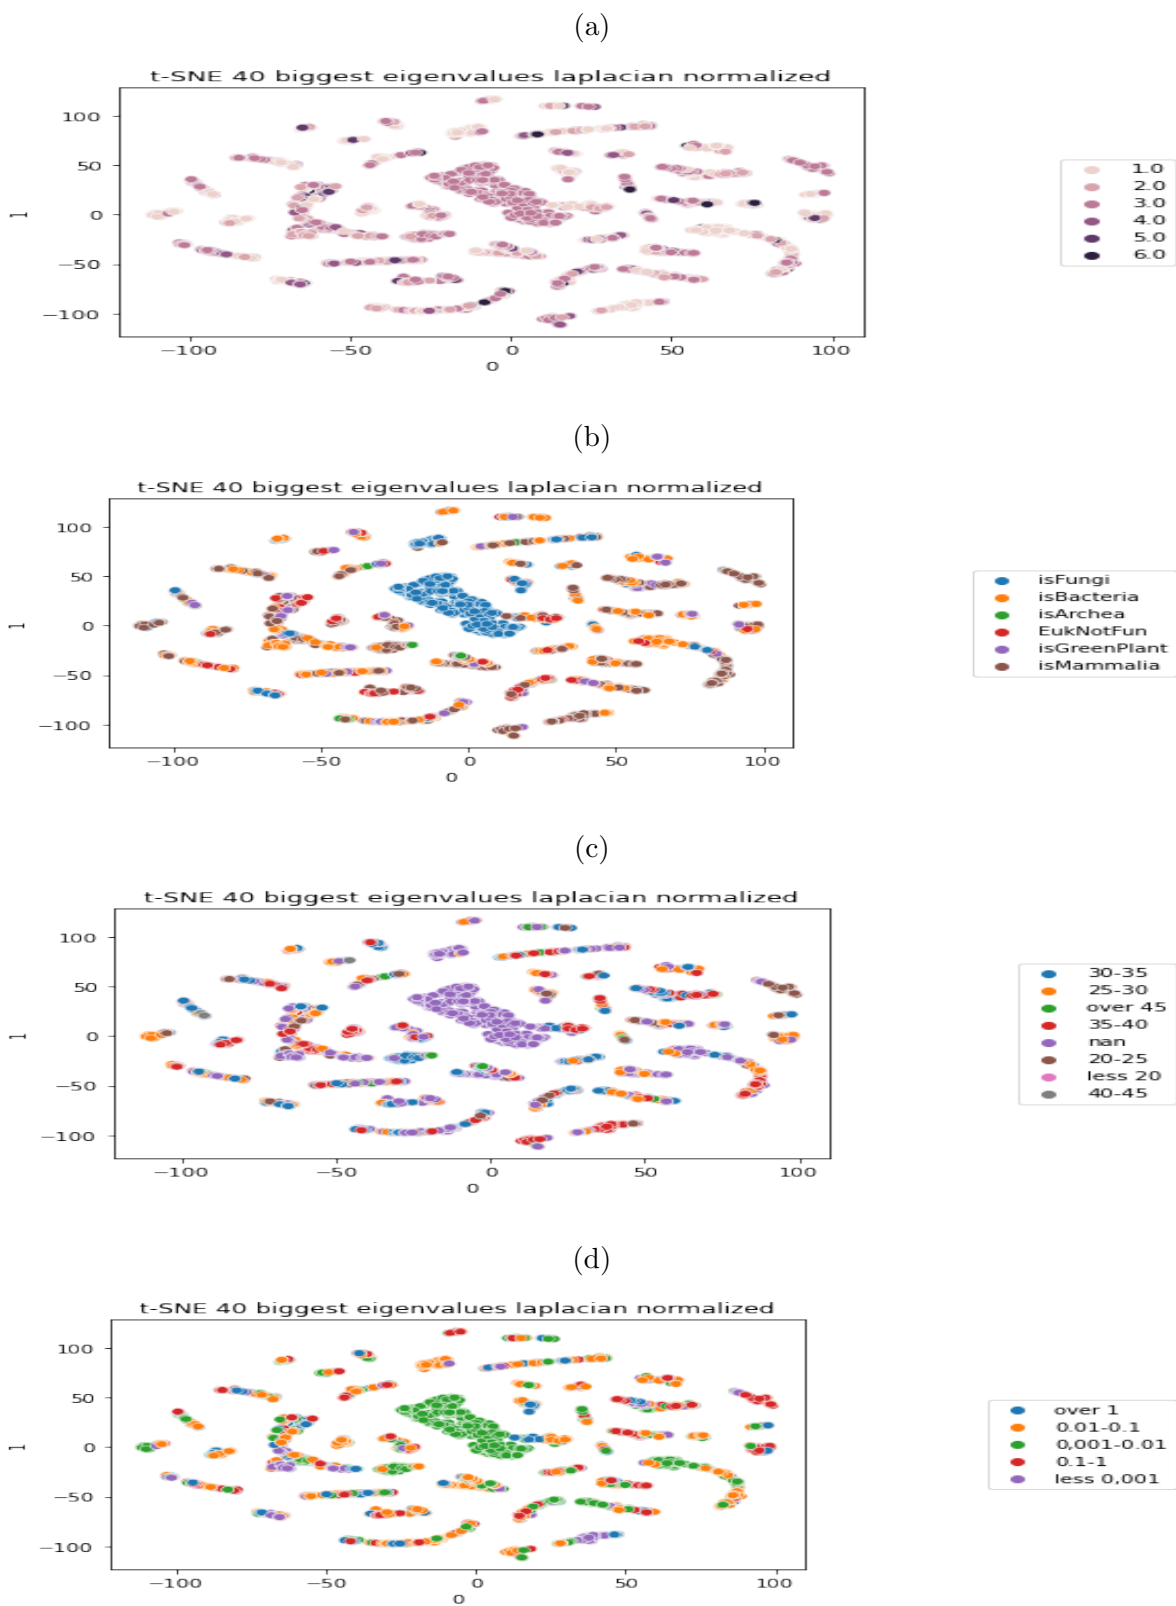 (a)
t-SNE 40 biggest eigenvalues laplacian normalized
100
50
0
−50
−100
1
−100 −50 0 50 100
0
1.0
2.0
3.0
4.0
5.0
6.0
(b)
t-SNE 40 biggest eigenvalues laplacian normalized
100
50
0
−50
−100
1
−100 −50 0 50 100
0
isFungi
isBacteria
isArchea
EukNotFun
isGreenPlant
isMammalia
(c)
t-SNE 40 biggest eigenvalues laplacian normalized
100
50
0
−50
−100
1
−100 −50 0 50 100
0
30-35
25-30
over 45
35-40
nan
20-25
less 20
40-45
(d)
t-SNE 40 biggest eigenvalues laplacian normalized
100
50
0
−50
−100
1
−100 −50 0 50 100
0
over 1
0.01-0.1
0,001-0.01
0.1-1
less 0,001